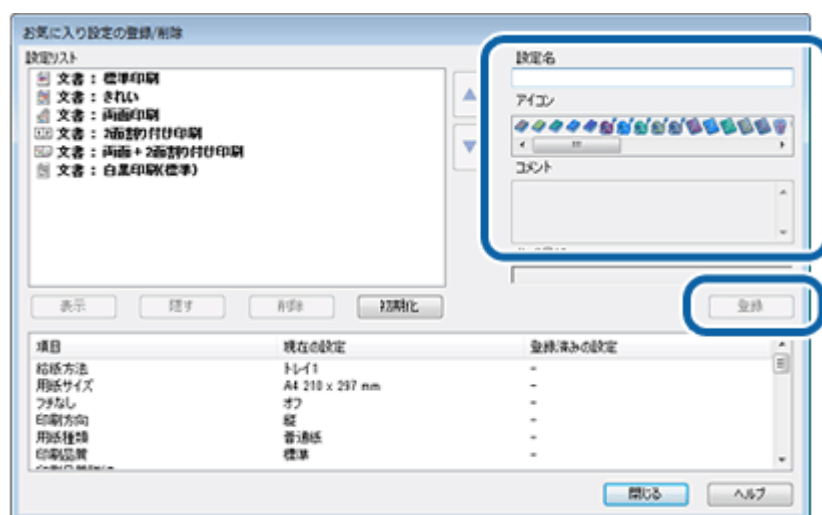 お気に入り設定の登録/削除
設定リスト
文書：標準印刷
文書：きれい
文書：両面印刷
文書：2面割り付け印刷
文書：両面+2面割り付け印刷
文書：白黒印刷(標準)
設定名
アイコン
コメント
表示 隠す 削除 初期化 登録
項目 現在の設定 登録済みの設定
給紙方法 トレイ1 -
用紙サイズ A4 210 x 297 mm -
フチなし オフ -
印刷方向 縦 -
用紙種類 普通紙 -
印刷品質 標準 -
閉じる ヘルプ